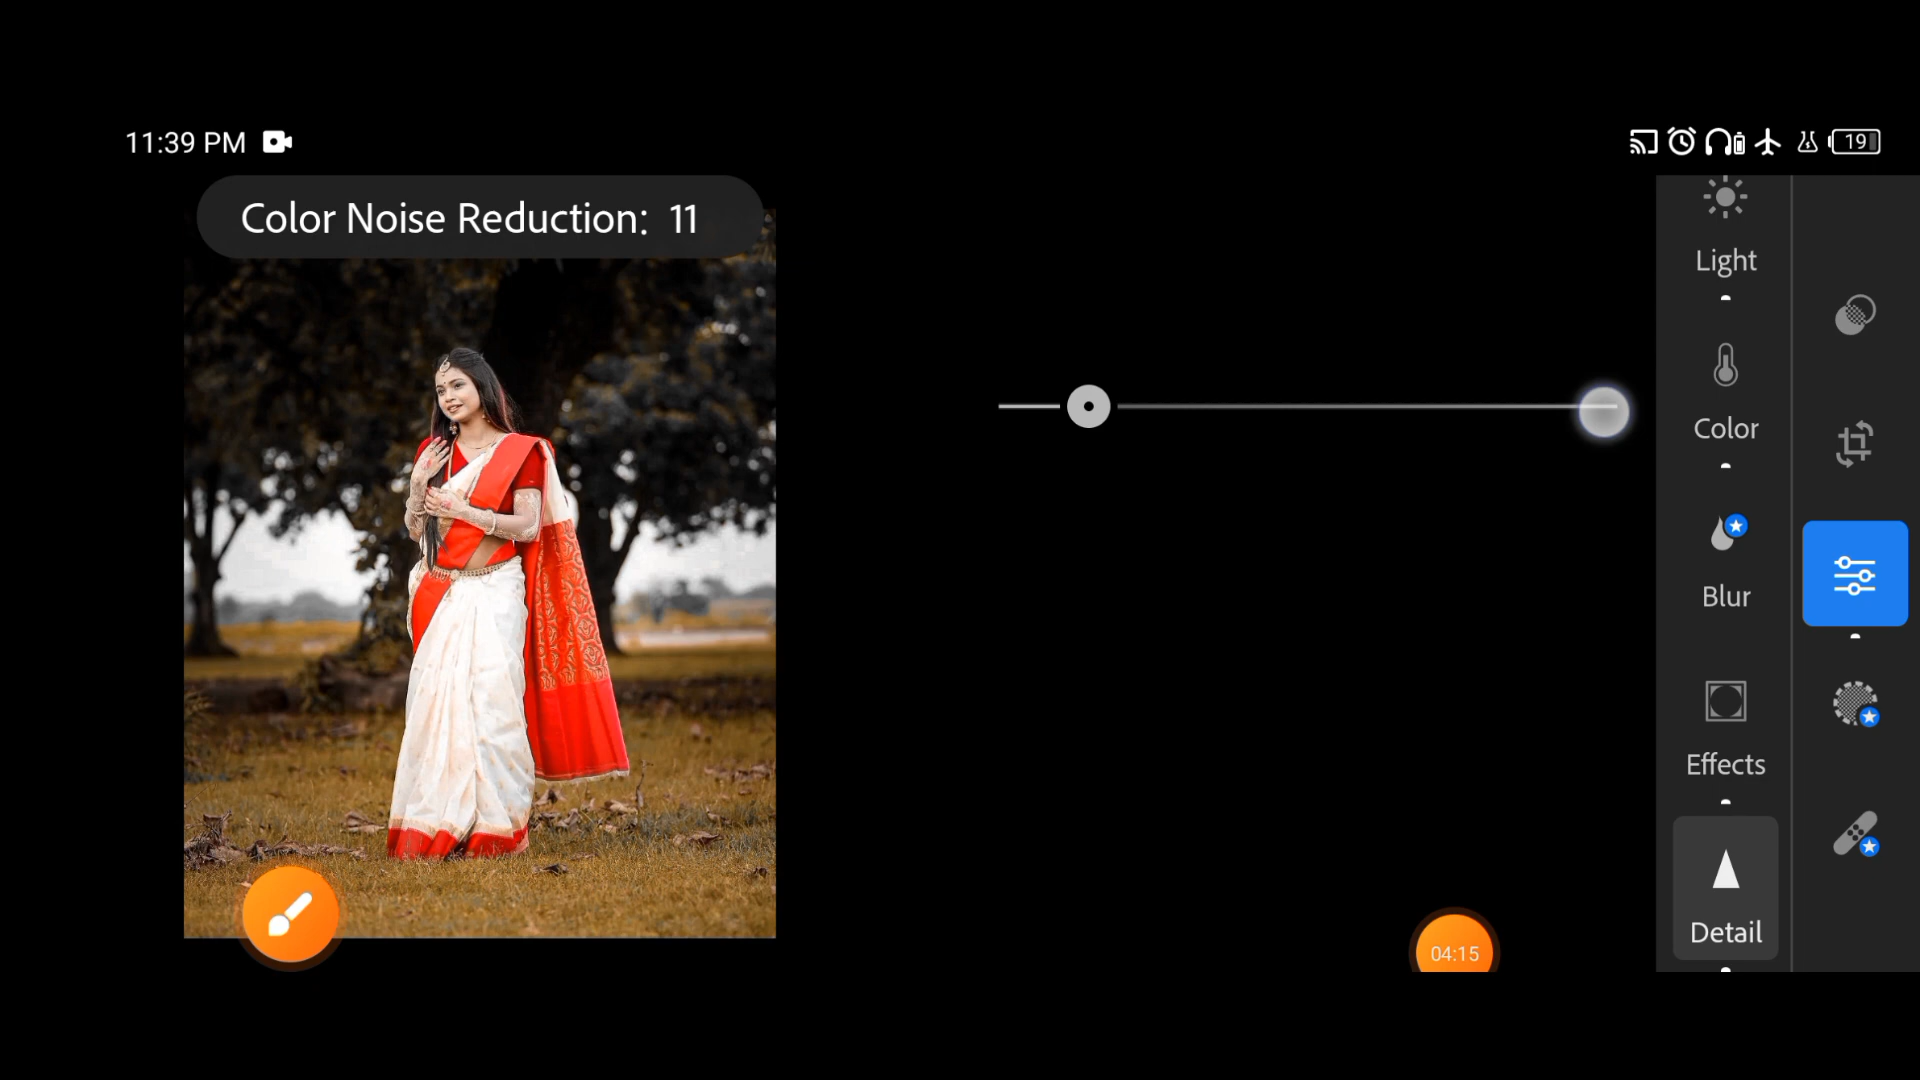 11:39 PM
19
Color Noise Reduction: 11
Light
Color
Blur
Effects
Detail
04:15